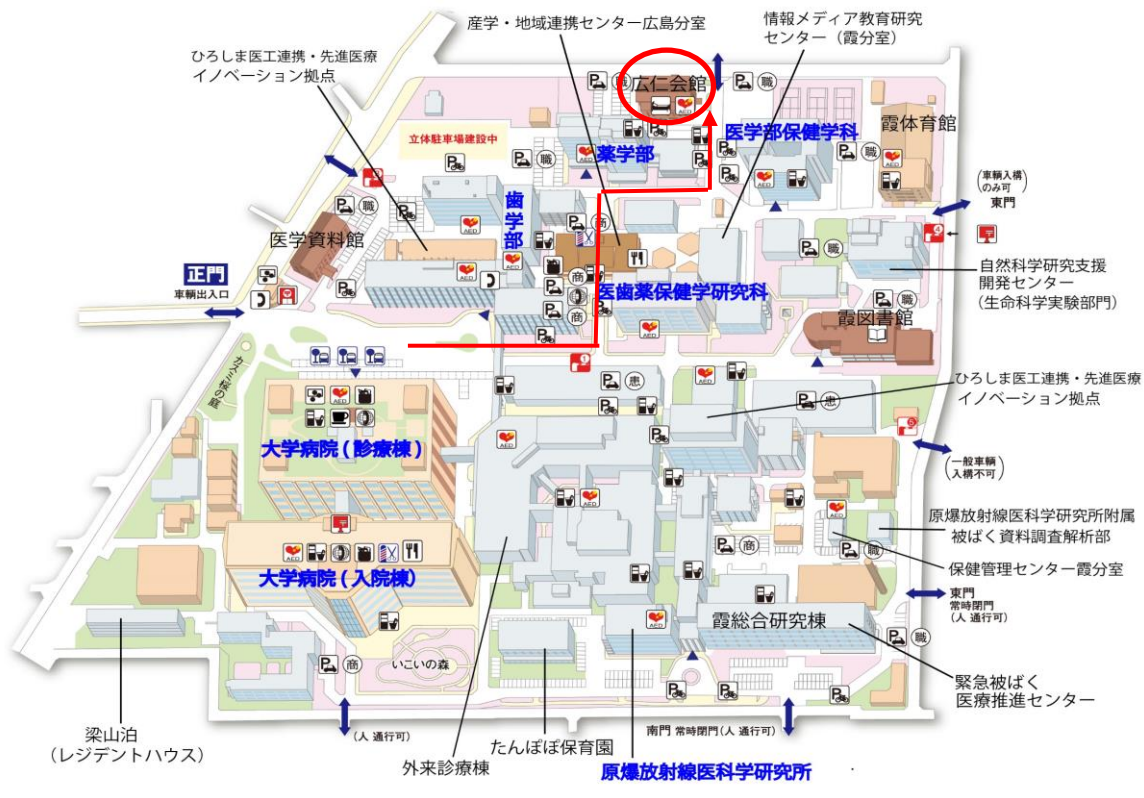 産学・地域連携センター広島分室
情報メディア教育研究
センター（霞分室）
ひろしま医工連携・先進医療
イノベーション拠点
広仁会館
立体駐車場建設中
薬学部
医学部保健学科
霞体育館
歯学部
医学資料館
(車輌入構
のみ可)
東門
正門
車輌出入口
医歯薬保健学研究科
自然科学研究支援
開発センター
（生命科学実験部門）
霞図書館
カスミ桜の庭
ひろしま医工連携・先進医療
イノベーション拠点
大学病院(診療棟)
(一般車輌
入構不可)
原爆放射線医科学研究所附属
被ばく資料調査解析部
保健管理センター霞分室
大学病院(入院棟)
東門
常時閉門
(人 通行可)
霞総合研究棟
いこいの森
緊急被ばく
医療推進センター
梁山泊
（レジデントハウス）
(人 通行可)
外来診療棟
たんぽぽ保育園
南門 常時閉門(人 通行可)
原爆放射線医科学研究所
P 職
P 商
P 患
AED